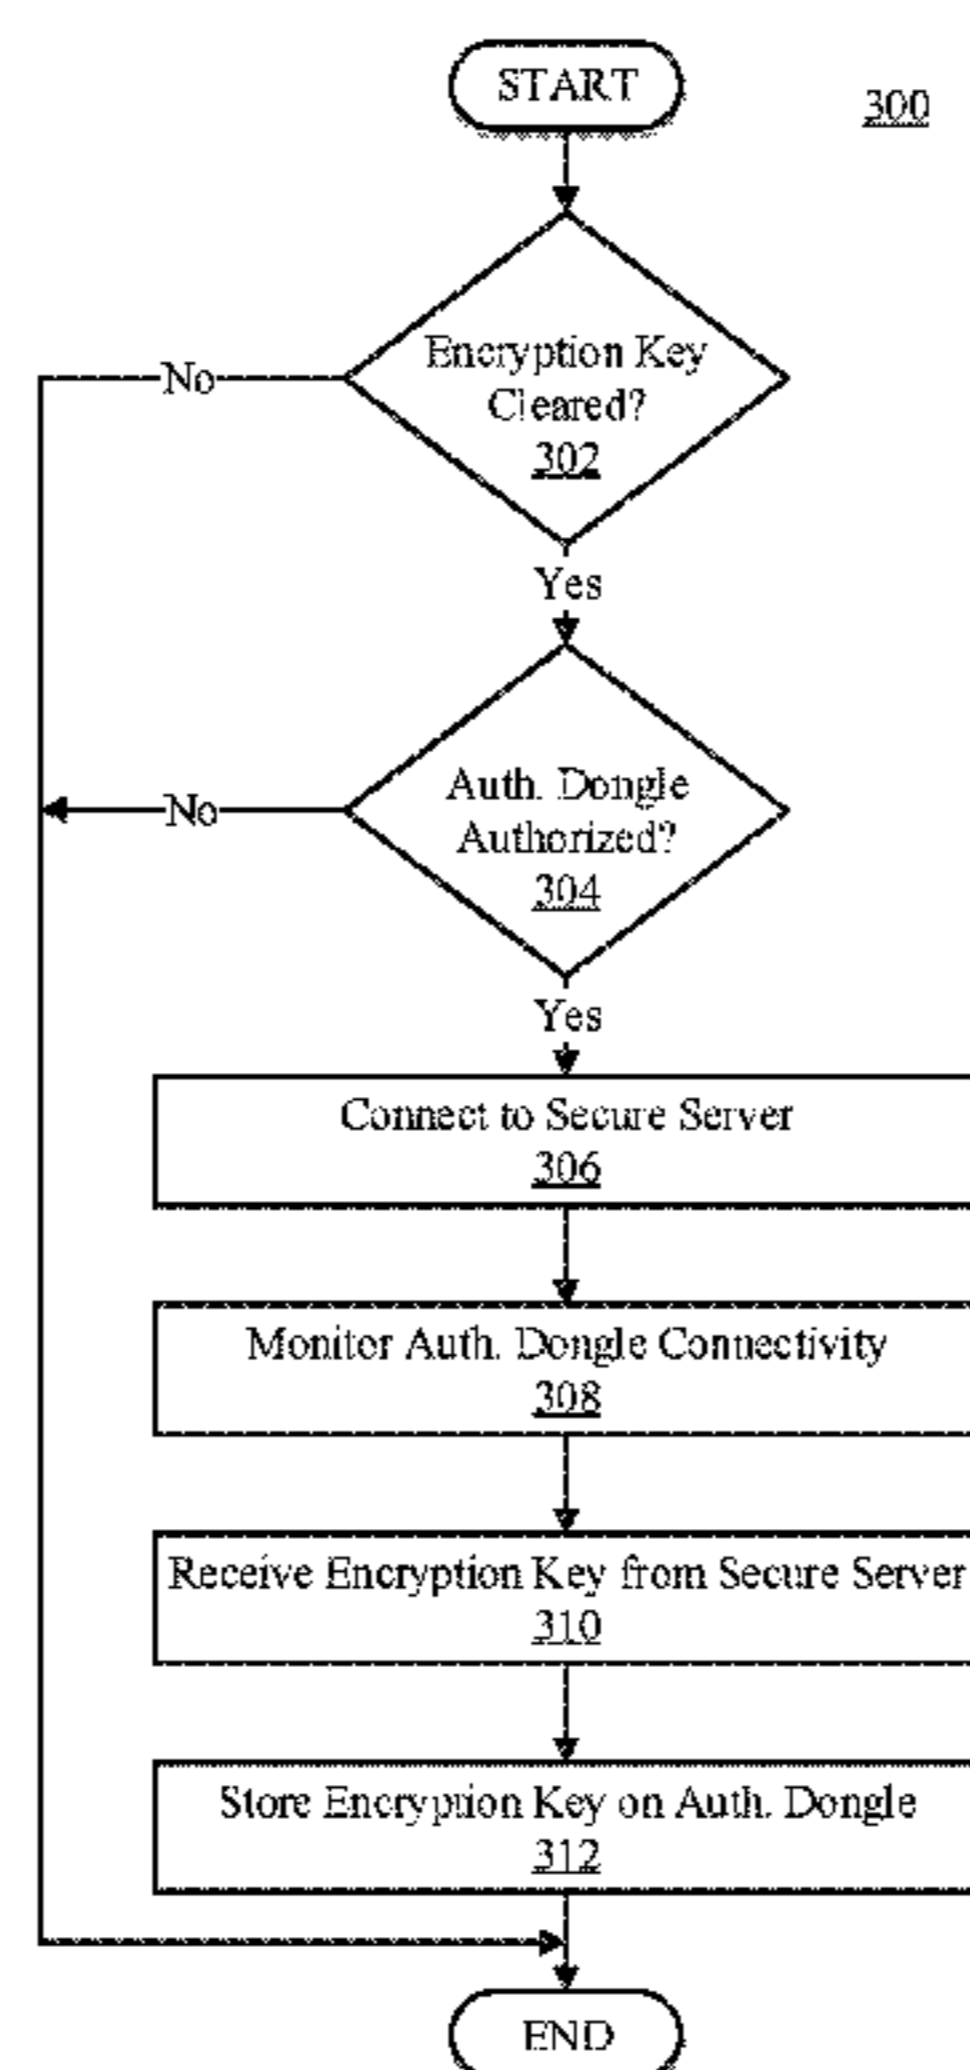 START
300
Encryption Key
Cleared?
302
No
Yes
Auth. Dongle
Authorized?
304
No
Yes
Connect to Secure Server
306
Monitor Auth. Dongle Connectivity
308
Receive Encryption Key from Secure Server
310
Store Encryption Key on Auth. Dongle
312
END